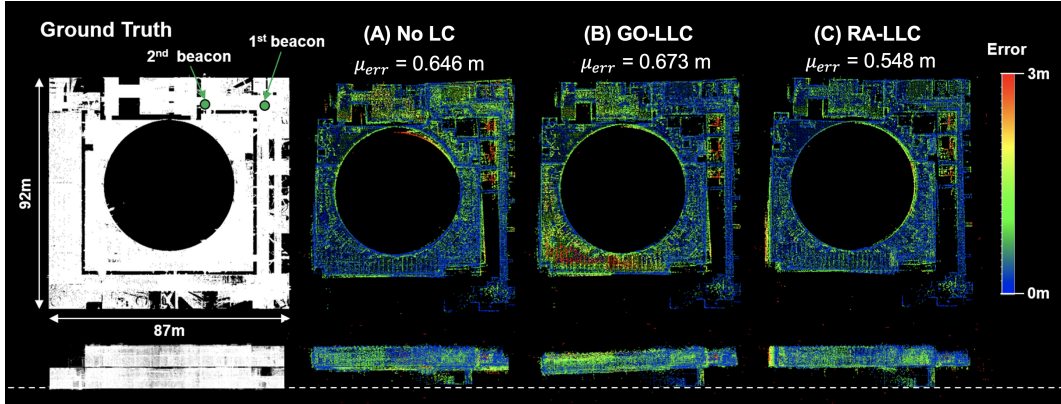 Ground Truth
1st beacon
2nd beacon
(A) No LC
μerr = 0.646 m
(B) GO-LLC
μerr = 0.673 m
(C) RA-LLC
μerr = 0.548 m
Error
3m
0m
92m
87m